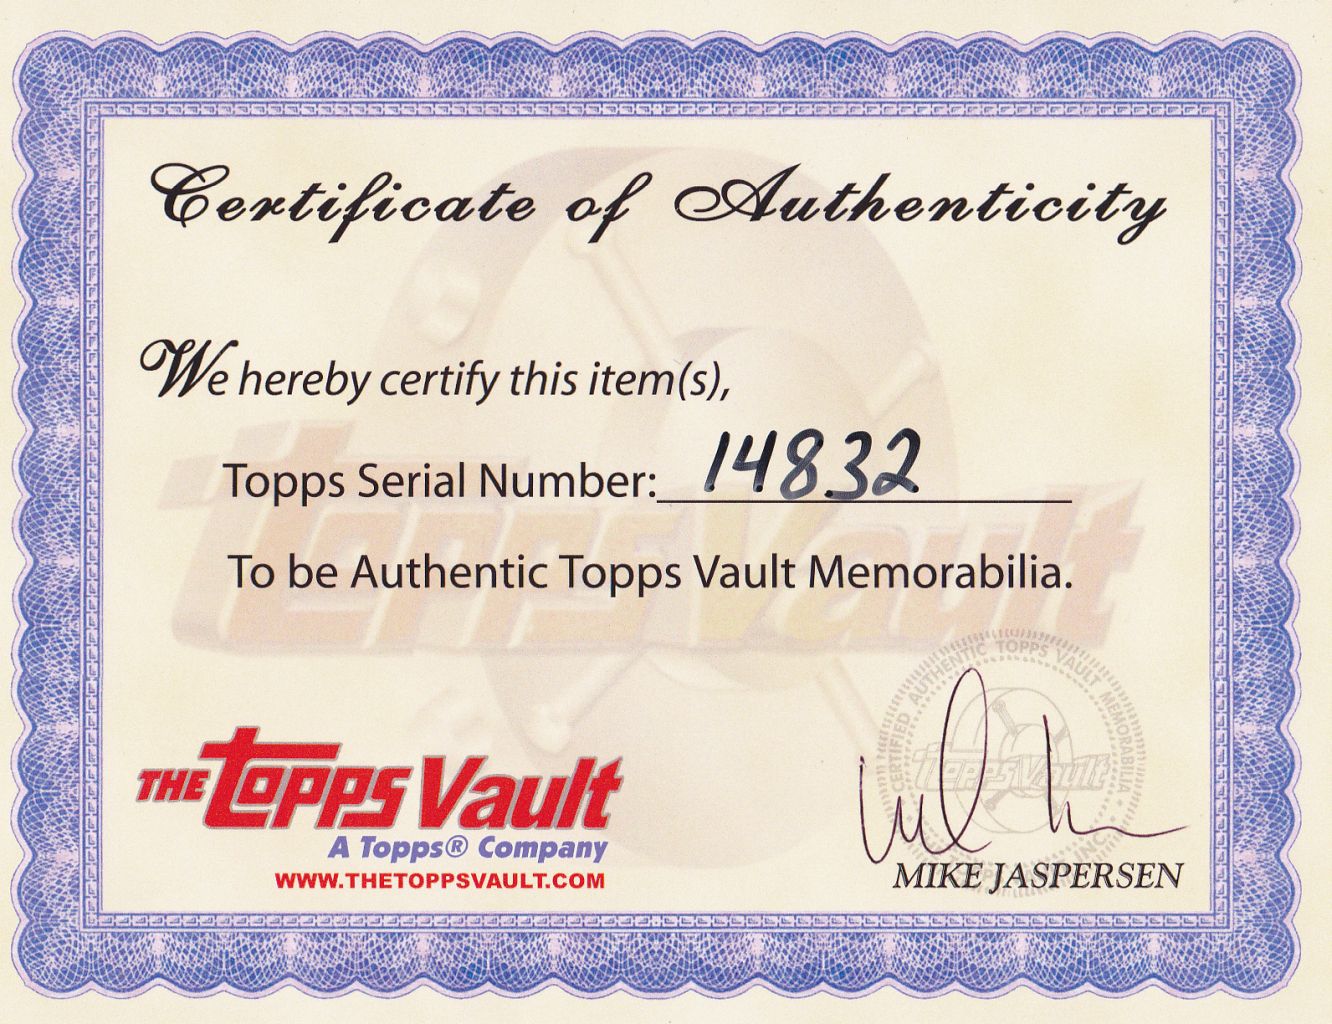 Certificate of Authenticity
We hereby certify this item(s),
Topps Serial Number: 14832
To be Authentic Topps Vault Memorabilia.
THE Topps Vault
A Topps® Company
WWW.THETOPPSVAULT.COM
CERTIFIED AUTHENTIC TOPPS VAULT MEMORABILIA
Topps Vault
MIKE JASPERSEN